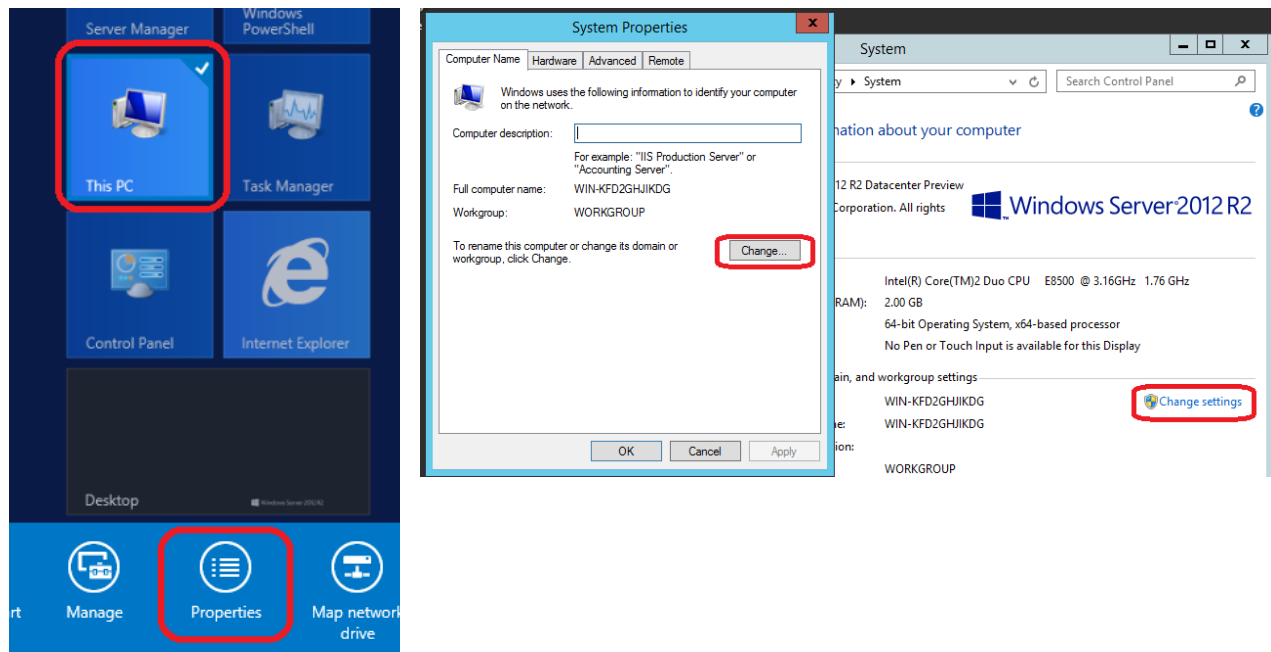 Server Manager
Windows
PowerShell
This PC
Task Manager
Control Panel
Internet Explorer
Desktop
Windows Server 2012 R2
rt
Manage
Properties
Map network
drive
System Properties
x
Computer Name
Hardware
Advanced
Remote
Windows uses the following information to identify your computer
on the network.
Computer description:
For example: "IIS Production Server" or
"Accounting Server".
Full computer name:
WIN-KFD2GHJIKDG
Workgroup:
WORKGROUP
To rename this computer or change its domain or
workgroup, click Change.
Change...
OK
Cancel
Apply
System
x
y ▸ System
Search Control Panel
?
nation about your computer
12 R2 Datacenter Preview
Corporation. All rights
Windows Server 2012 R2
Intel(R) Core(TM)2 Duo CPU E8500 @ 3.16GHz 1.76 GHz
RAM): 2.00 GB
64-bit Operating System, x64-based processor
No Pen or Touch Input is available for this Display
ain, and workgroup settings
WIN-KFD2GHJIKDG
Change settings
ne: WIN-KFD2GHJIKDG
ion:
WORKGROUP